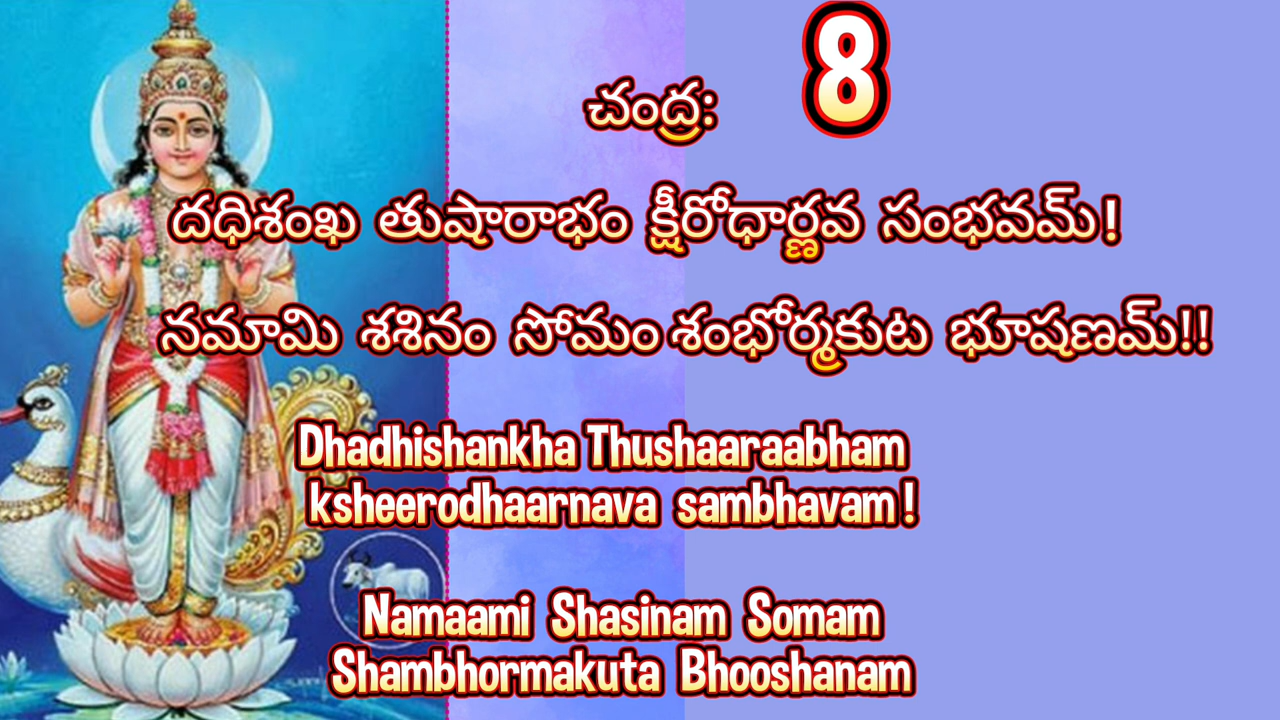 8
చంద్రః
దధిశంఖ తుషారాభం క్షీరోధార్ణవ సంభవమ్!
నమామి శశినం సోమం శంభోర్మకుట భూషణమ్!!
Dhadhishankha Thushaaraabham
ksheerodhaarnava sambhavam!
Namaami Shasinam Somam
Shambhormakuta Bhooshanam